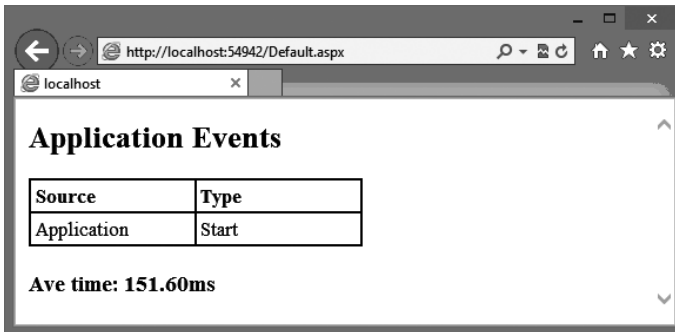 http://localhost:54942/Default.aspx
localhost
Application Events
Source Type
Application Start
Ave time: 151.60ms